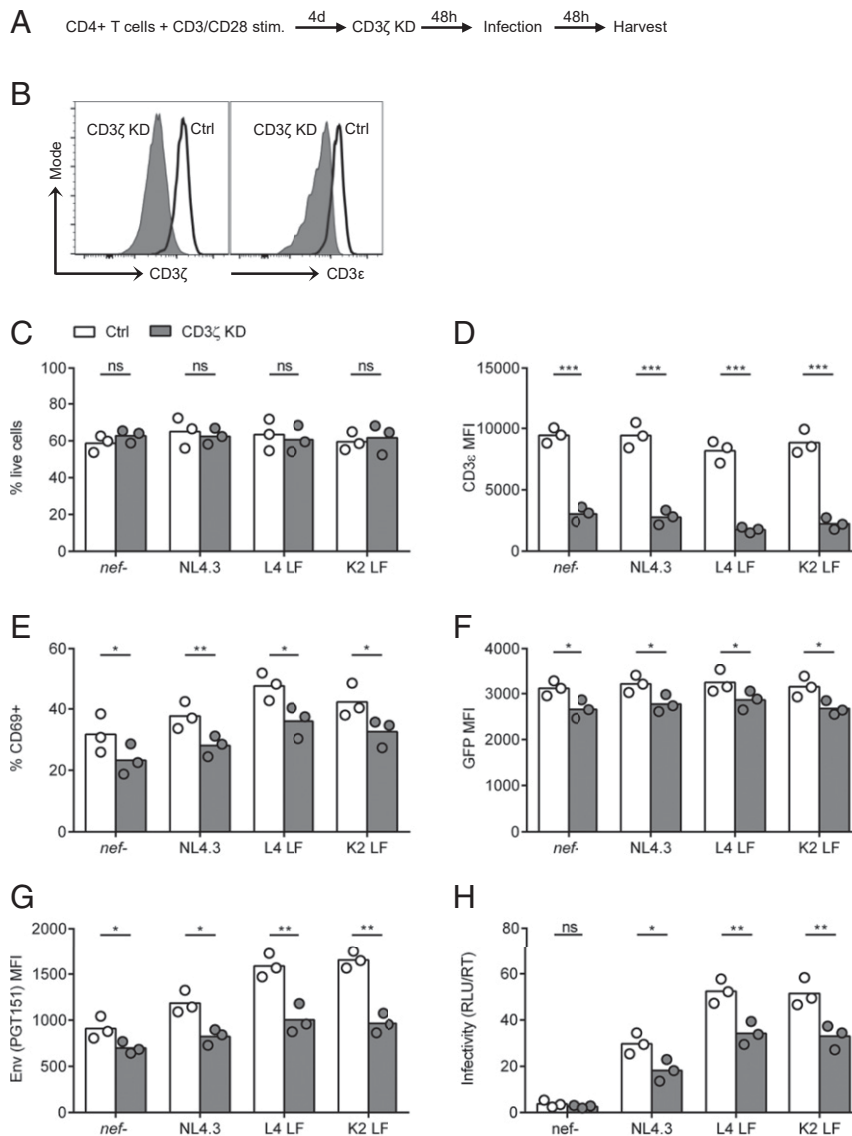 A
CD4+ T cells + CD3/CD28 stim. 4d CD3ζ KD 48h Infection 48h Harvest
B
CD3ζ KD Ctrl CD3ζ KD Ctrl
Mode
CD3ζ CD3ε
C
Ctrl CD3ζ KD
ns ns ns ns
100
80
60
40
20
0
% live cells
nef- NL4.3 L4 LF K2 LF
D
*** *** *** ***
15000
10000
5000
0
CD3ε MFI
nef- NL4.3 L4 LF K2 LF
E
* ** * *
60
40
20
0
% CD69+
nef- NL4.3 L4 LF K2 LF
F
* * * *
4000
3000
2000
1000
0
GFP MFI
nef- NL4.3 L4 LF K2 LF
G
* * ** **
2000
1500
1000
500
0
Env (PGT151) MFI
nef- NL4.3 L4 LF K2 LF
H
ns * ** **
80
60
40
20
0
Infectivity (RLU/RT)
nef- NL4.3 L4 LF K2 LF